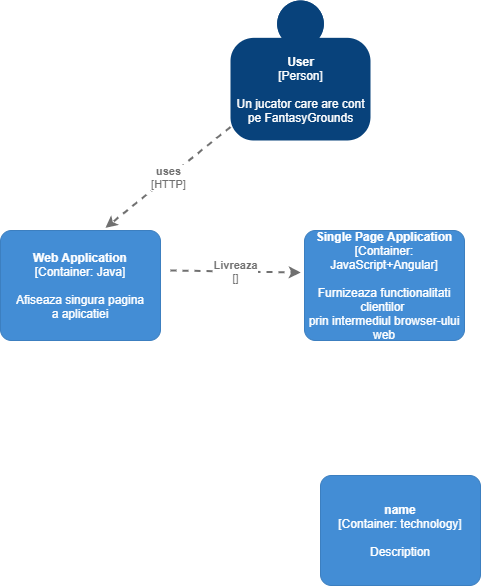 User
[Person]
Un jucator care are cont
pe FantasyGrounds
uses
[HTTP]
Web Application
[Container: Java]
Afiseaza singura pagina
a aplicatiei
Livreaza
[]
Single Page Application
[Container:
JavaScript+Angular]
Furnizeaza functionalitati
clientilor
prin intermediul browser-ului
web
name
[Container: technology]
Description